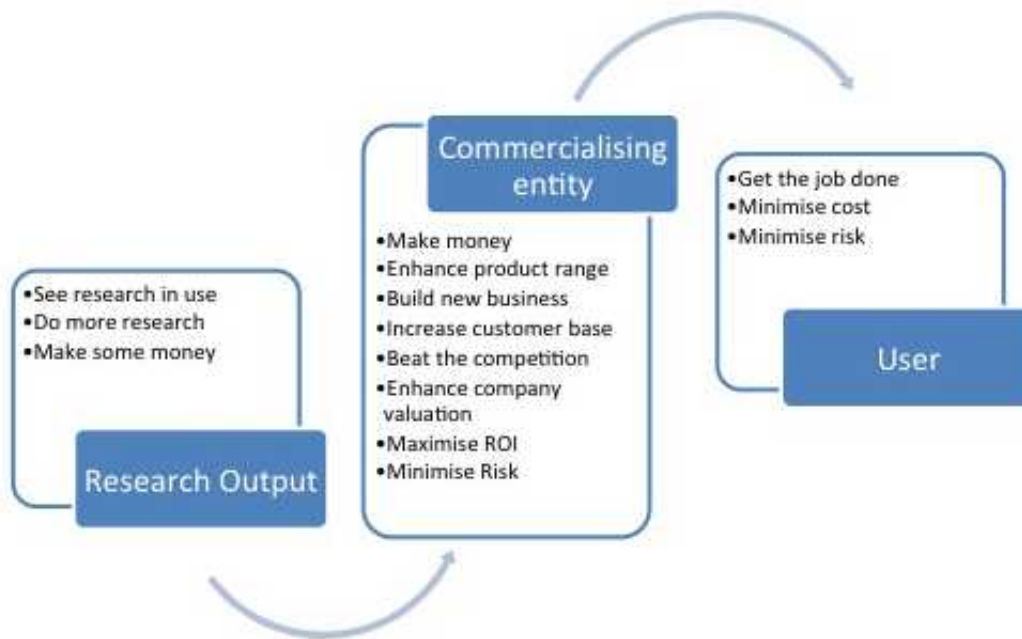 •See research in use
•Do more research
•Make some money
Research Output
Commercialising
entity
•Make money
•Enhance product range
•Build new business
•Increase customer base
•Beat the competition
•Enhance company
valuation
•Maximise ROI
•Minimise Risk
•Get the job done
•Minimise cost
•Minimise risk
User